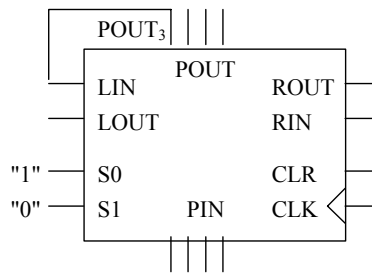 POUT₃
POUT
LIN ROUT
LOUT RIN
"1" S0 CLR
"0" S1 PIN CLK